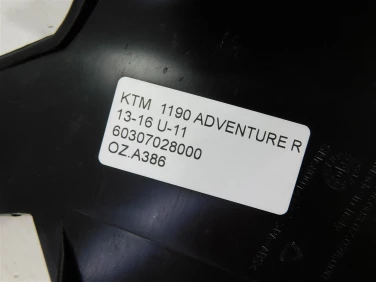 KTM 1190 ADVENTURE R
13-16 U-11
60307028000
OZ.A386